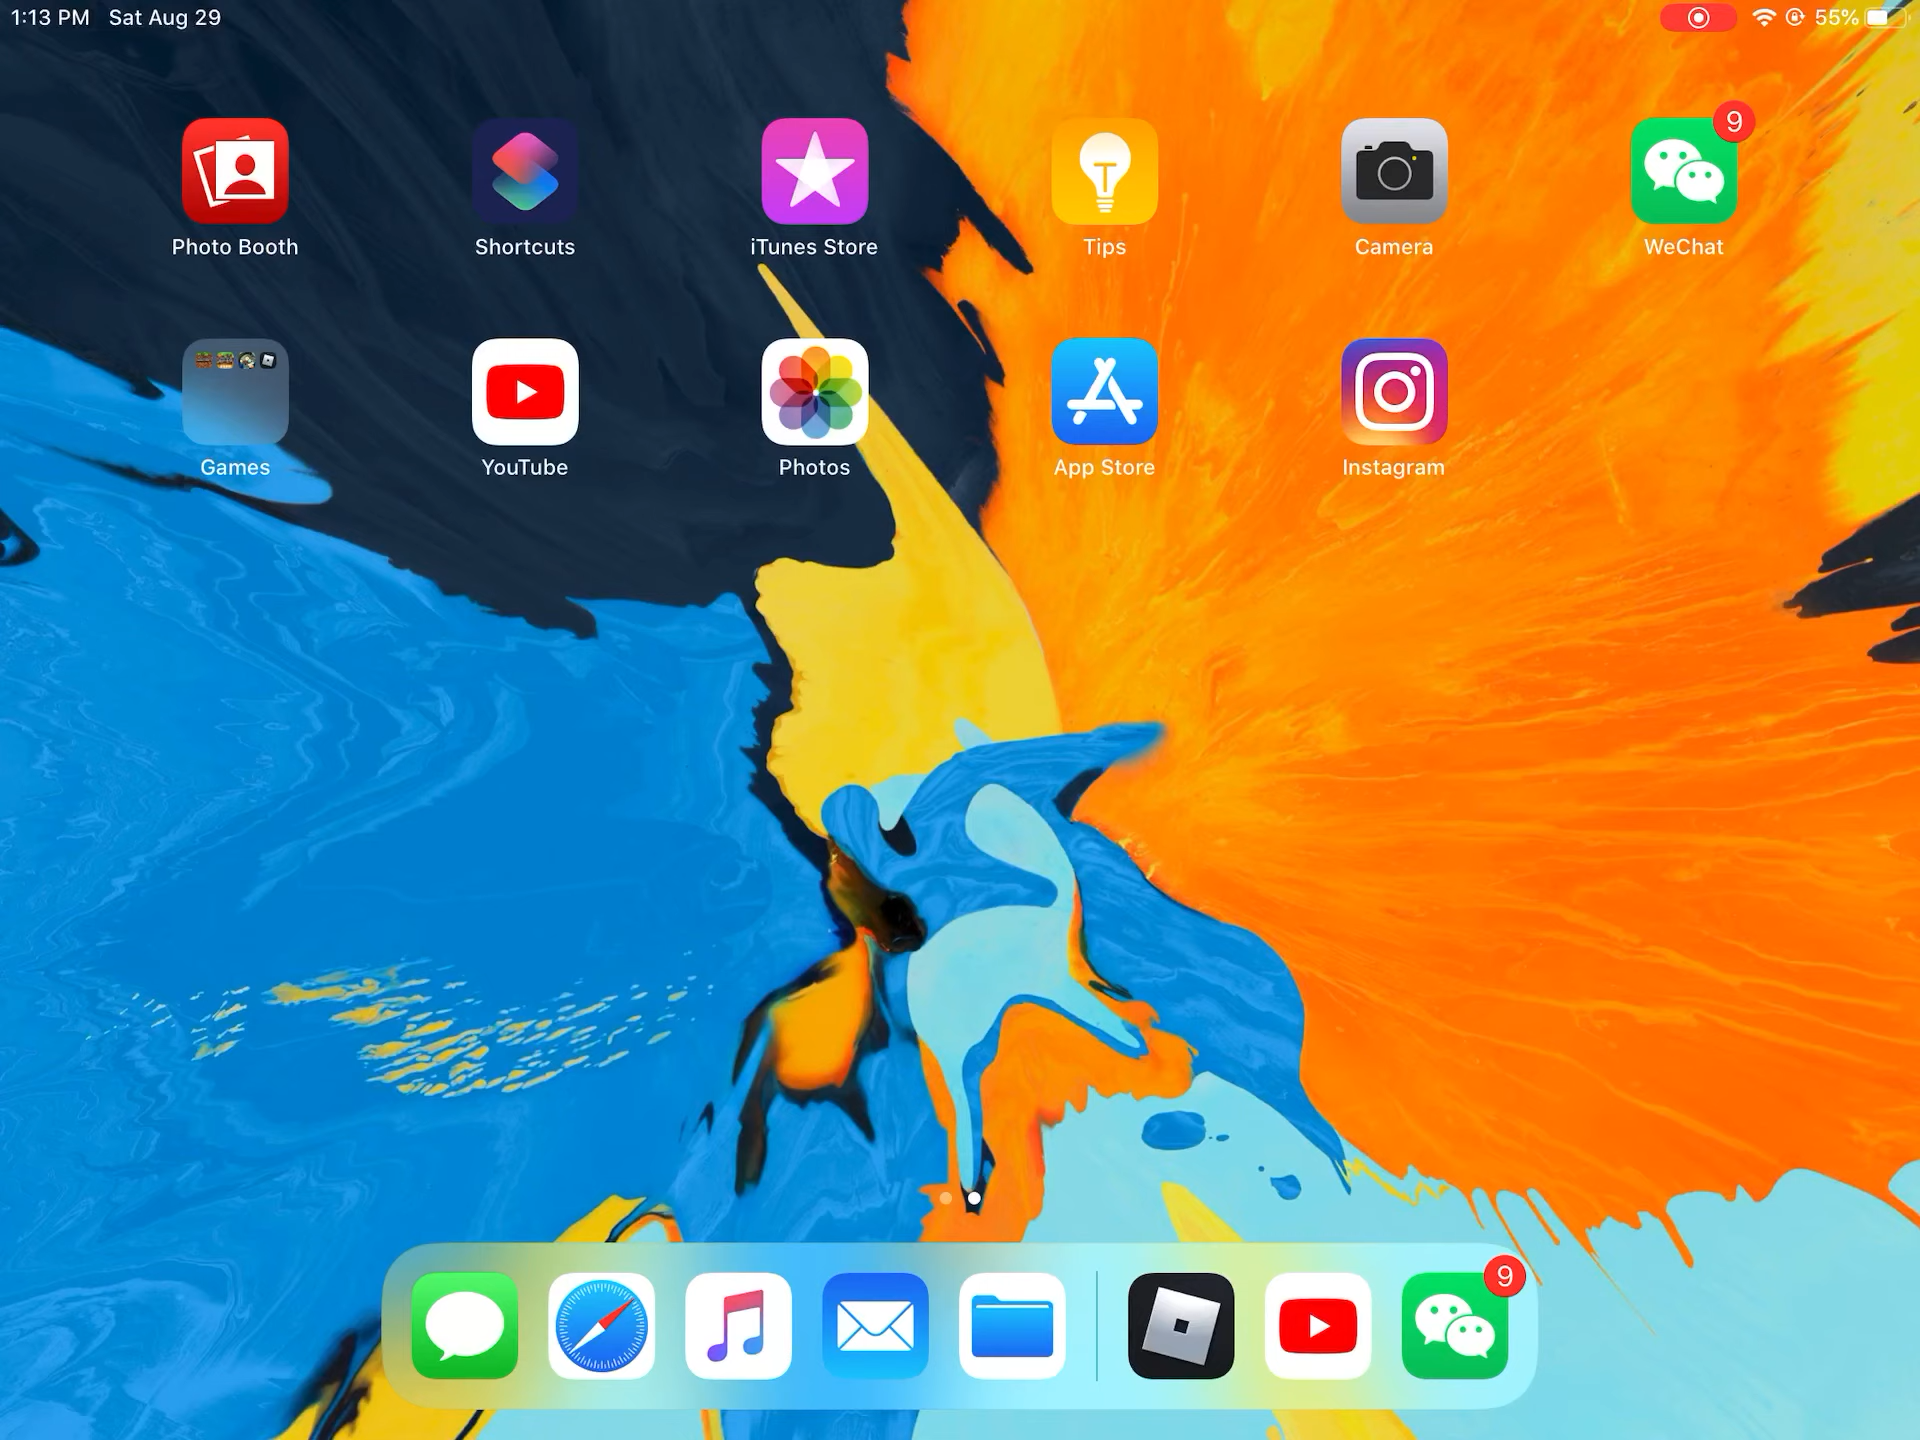 1:13 PM Sat Aug 29 55%
9
Photo Booth Shortcuts iTunes Store Tips Camera WeChat
Games YouTube Photos App Store Instagram
9